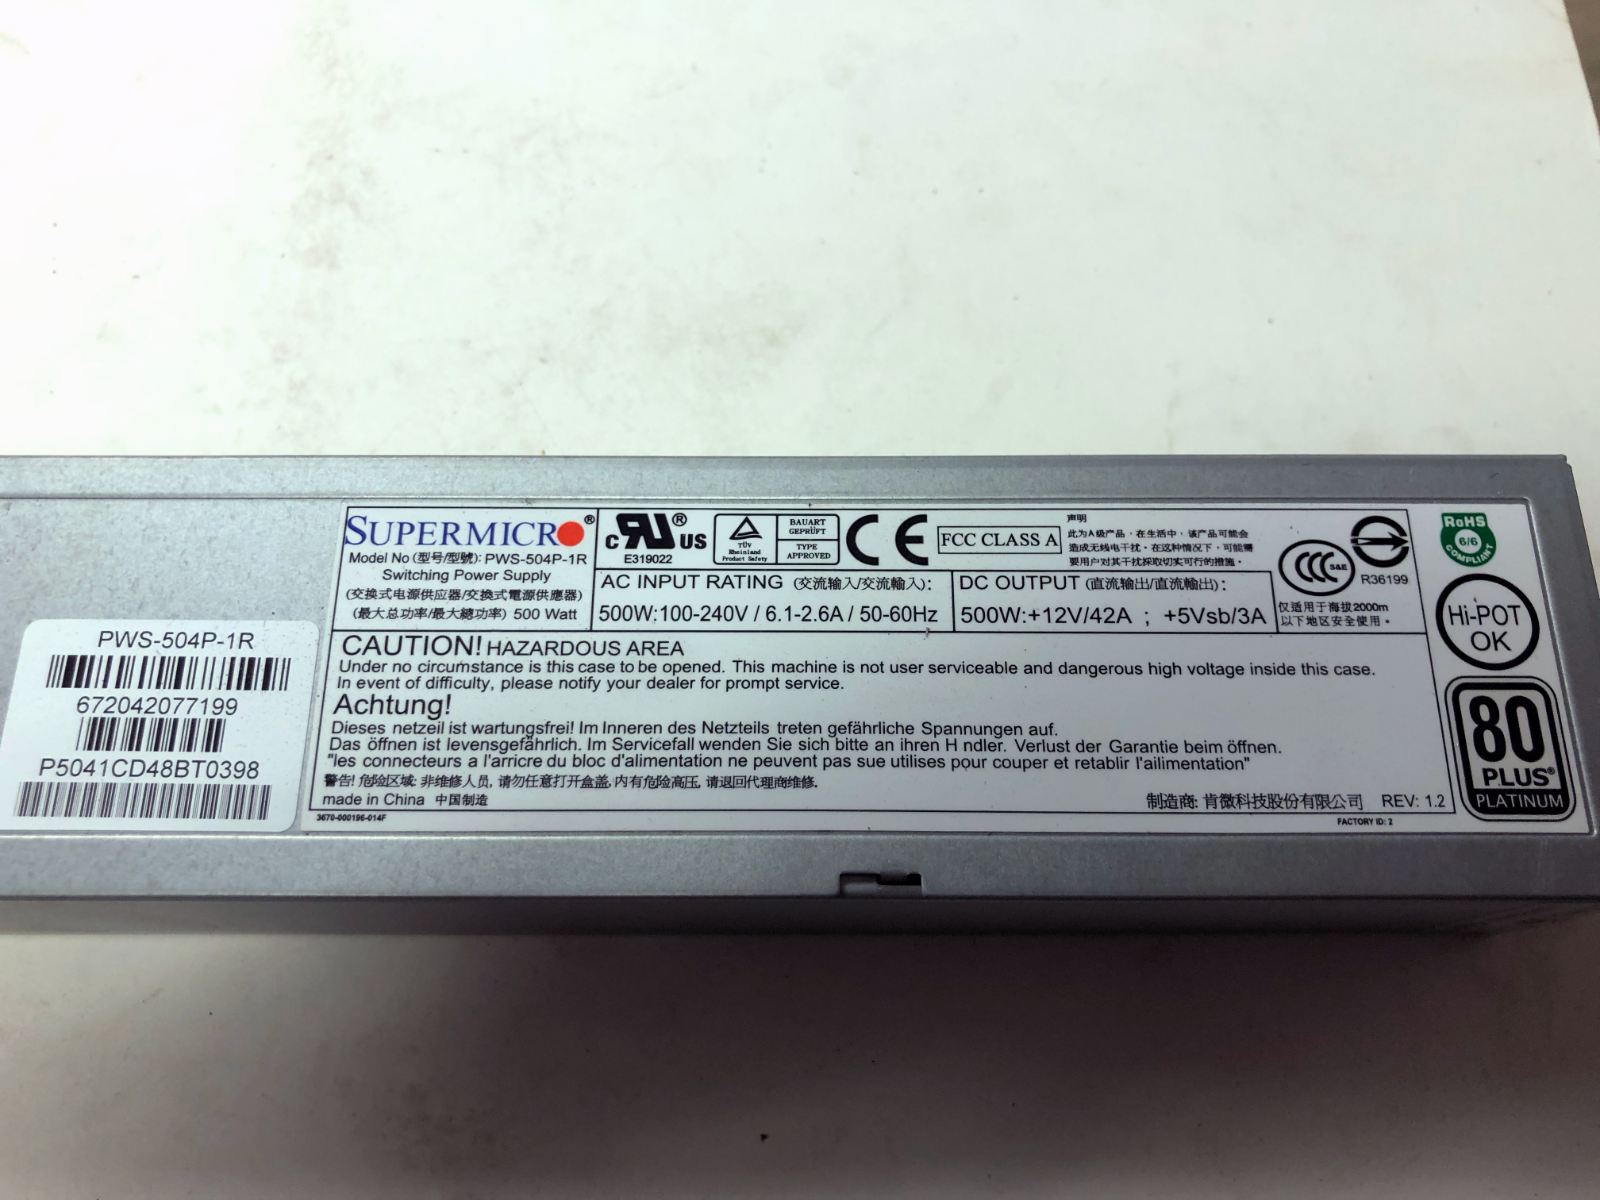 SUPERMICRO®
Model No (型号/型號): PWS-504P-1R
Switching Power Supply
(交换式电源供应器/交換式電源供應器)
(最大总功率/最大總功率) 500 Watt
c RU ® US
E319022
TÜV
Rheinland
Product Safety
BAUART
GEPRÜFT
TYPE
APPROVED
CE
FCC CLASS A
声明
此为A级产品，在生活中，该产品可能会
造成无线电干扰。在这种情况下，可能需
要用户对其干扰采取切实可行的措施。
AC INPUT RATING (交流输入/交流輸入):
500W:100-240V / 6.1-2.6A / 50-60Hz
DC OUTPUT (直流输出/直流輸出):
500W:+12V/42A ; +5Vsb/3A
CCC S&E
R36199
仅适用于海拔2000m
以下地区安全使用。
RoHS
6/6
COMPLIANT
Hi-POT
OK
80
PLUS®
PLATINUM
PWS-504P-1R
672042077199
P5041CD48BT0398
CAUTION! HAZARDOUS AREA
Under no circumstance is this case to be opened. This machine is not user serviceable and dangerous high voltage inside this case.
In event of difficulty, please notify your dealer for prompt service.
Achtung!
Dieses netzeil ist wartungsfrei! Im Inneren des Netzteils treten gefährliche Spannungen auf.
Das öffnen ist levensgefährlich. Im Servicefall wenden Sie sich bitte an ihren H ndler. Verlust der Garantie beim öffnen.
"les connecteurs a l'arricre du bloc d'alimentation ne peuvent pas sue utilises pour couper et retablir l'ailimentation"
警告! 危险区域: 非维修人员, 请勿任意打开盒盖, 内有危险高压, 请退回代理商维修.
made in China 中国制造
制造商: 肯微科技股份有限公司 REV: 1.2
3670-000196-014F
FACTORY ID: 2